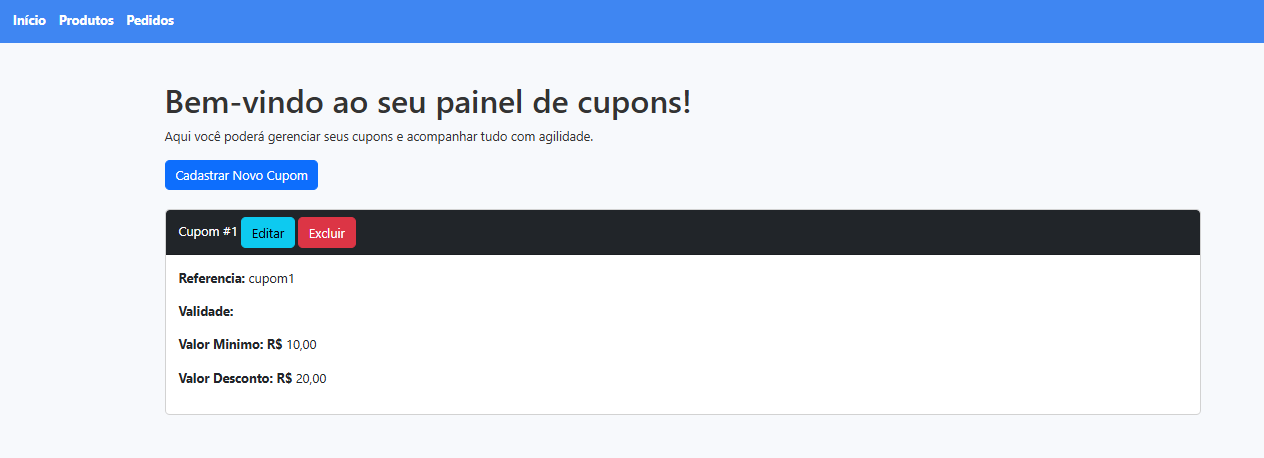 Início Produtos Pedidos
Bem-vindo ao seu painel de cupons!
Aqui você poderá gerenciar seus cupons e acompanhar tudo com agilidade.
Cadastrar Novo Cupom
Cupom #1 Editar Excluir
Referencia: cupom1
Validade:
Valor Minimo: R$ 10,00
Valor Desconto: R$ 20,00